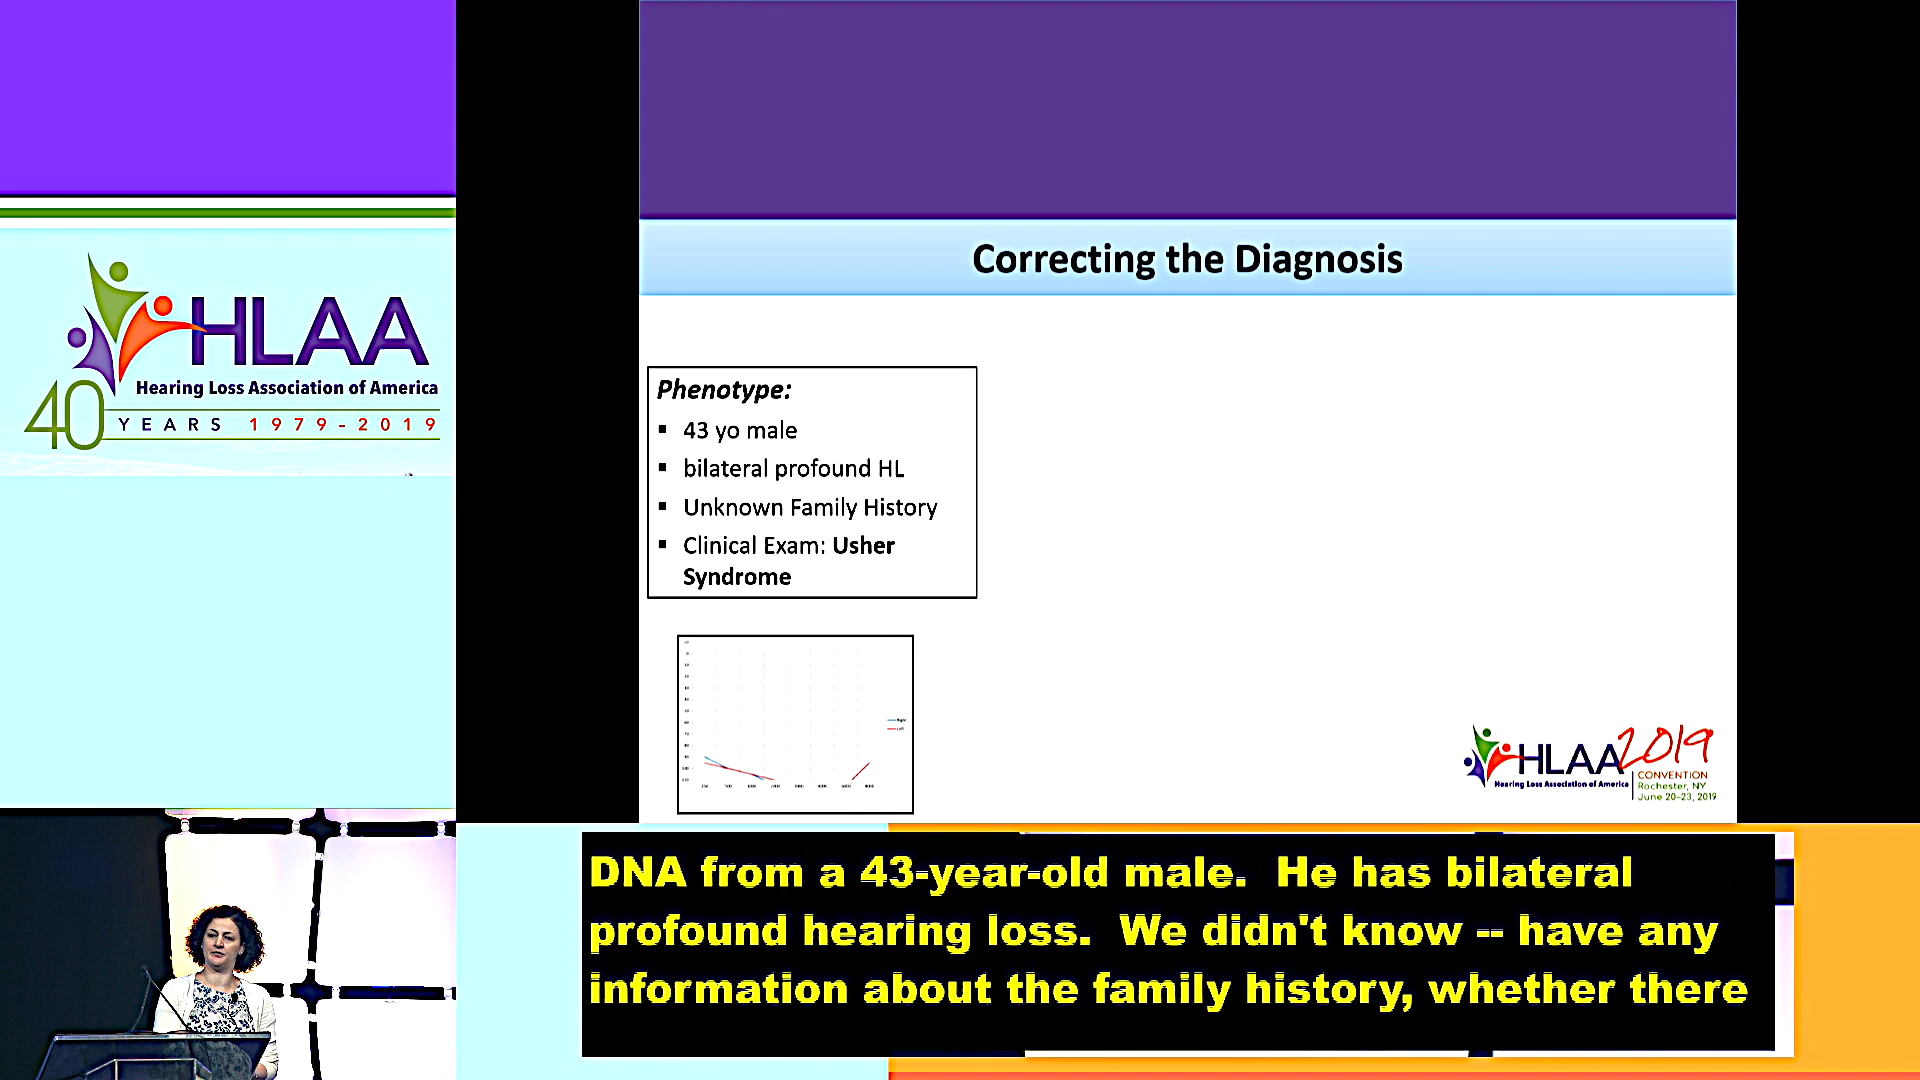 HLAA
Hearing Loss Association of America
40 YEARS 1979-2019
Correcting the Diagnosis
Phenotype:
▪ 43 yo male
▪ bilateral profound HL
▪ Unknown Family History
▪ Clinical Exam: Usher
Syndrome
Right
Left
HLAA 2019
Hearing Loss Association of America
CONVENTION
Rochester, NY
June 20-23, 2019
DNA from a 43-year-old male. He has bilateral
profound hearing loss. We didn't know -- have any
information about the family history, whether there